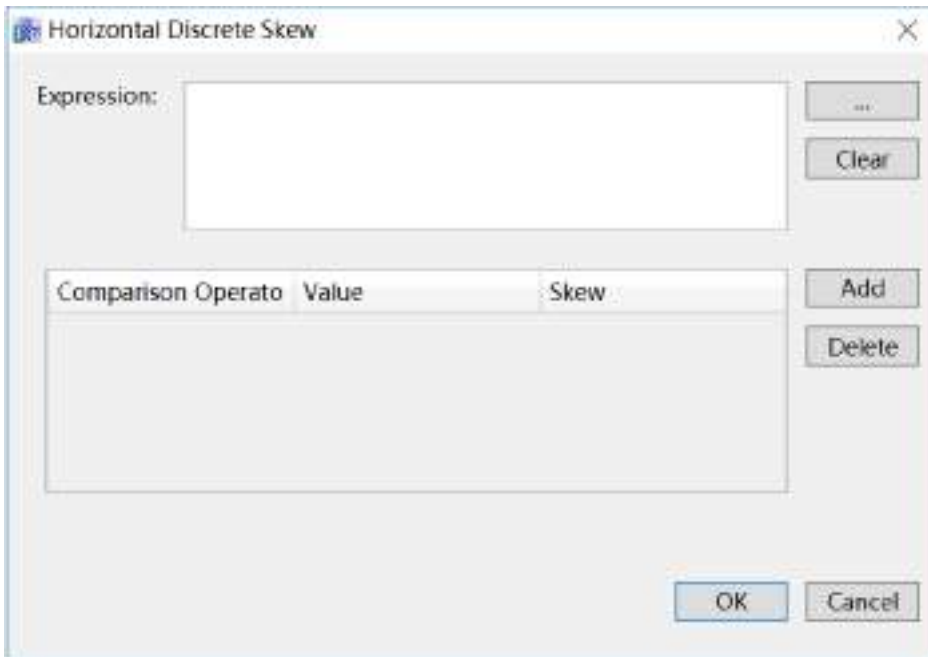 Horizontal Discrete Skew
Expression:
...
Clear
Comparison Operato Value Skew
Add
Delete
OK Cancel